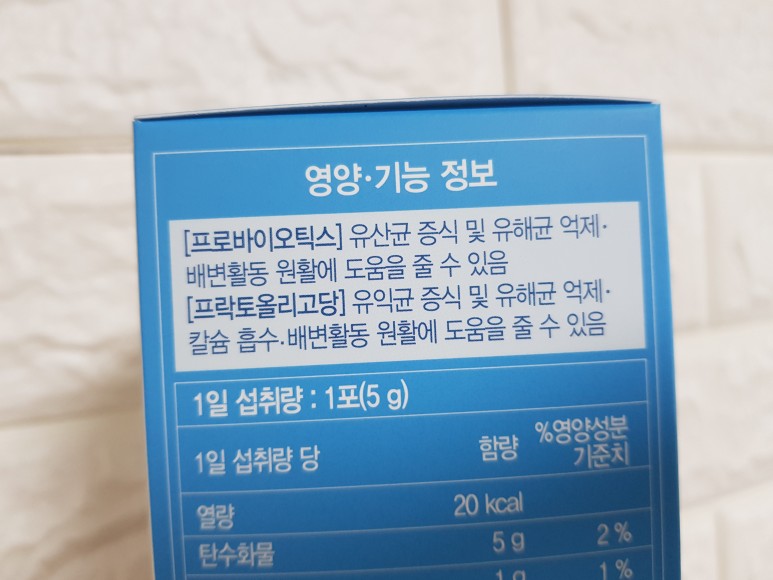 영양·기능 정보
[프로바이오틱스] 유산균 증식 및 유해균 억제·
배변활동 원활에 도움을 줄 수 있음
[프락토올리고당] 유익균 증식 및 유해균 억제·
칼슘 흡수·배변활동 원활에 도움을 줄 수 있음
1일 섭취량 : 1포(5 g)
1일 섭취량 당 함량 %영양성분
기준치
열량 20 kcal
탄수화물 5 g 2 %
1 g 1 %